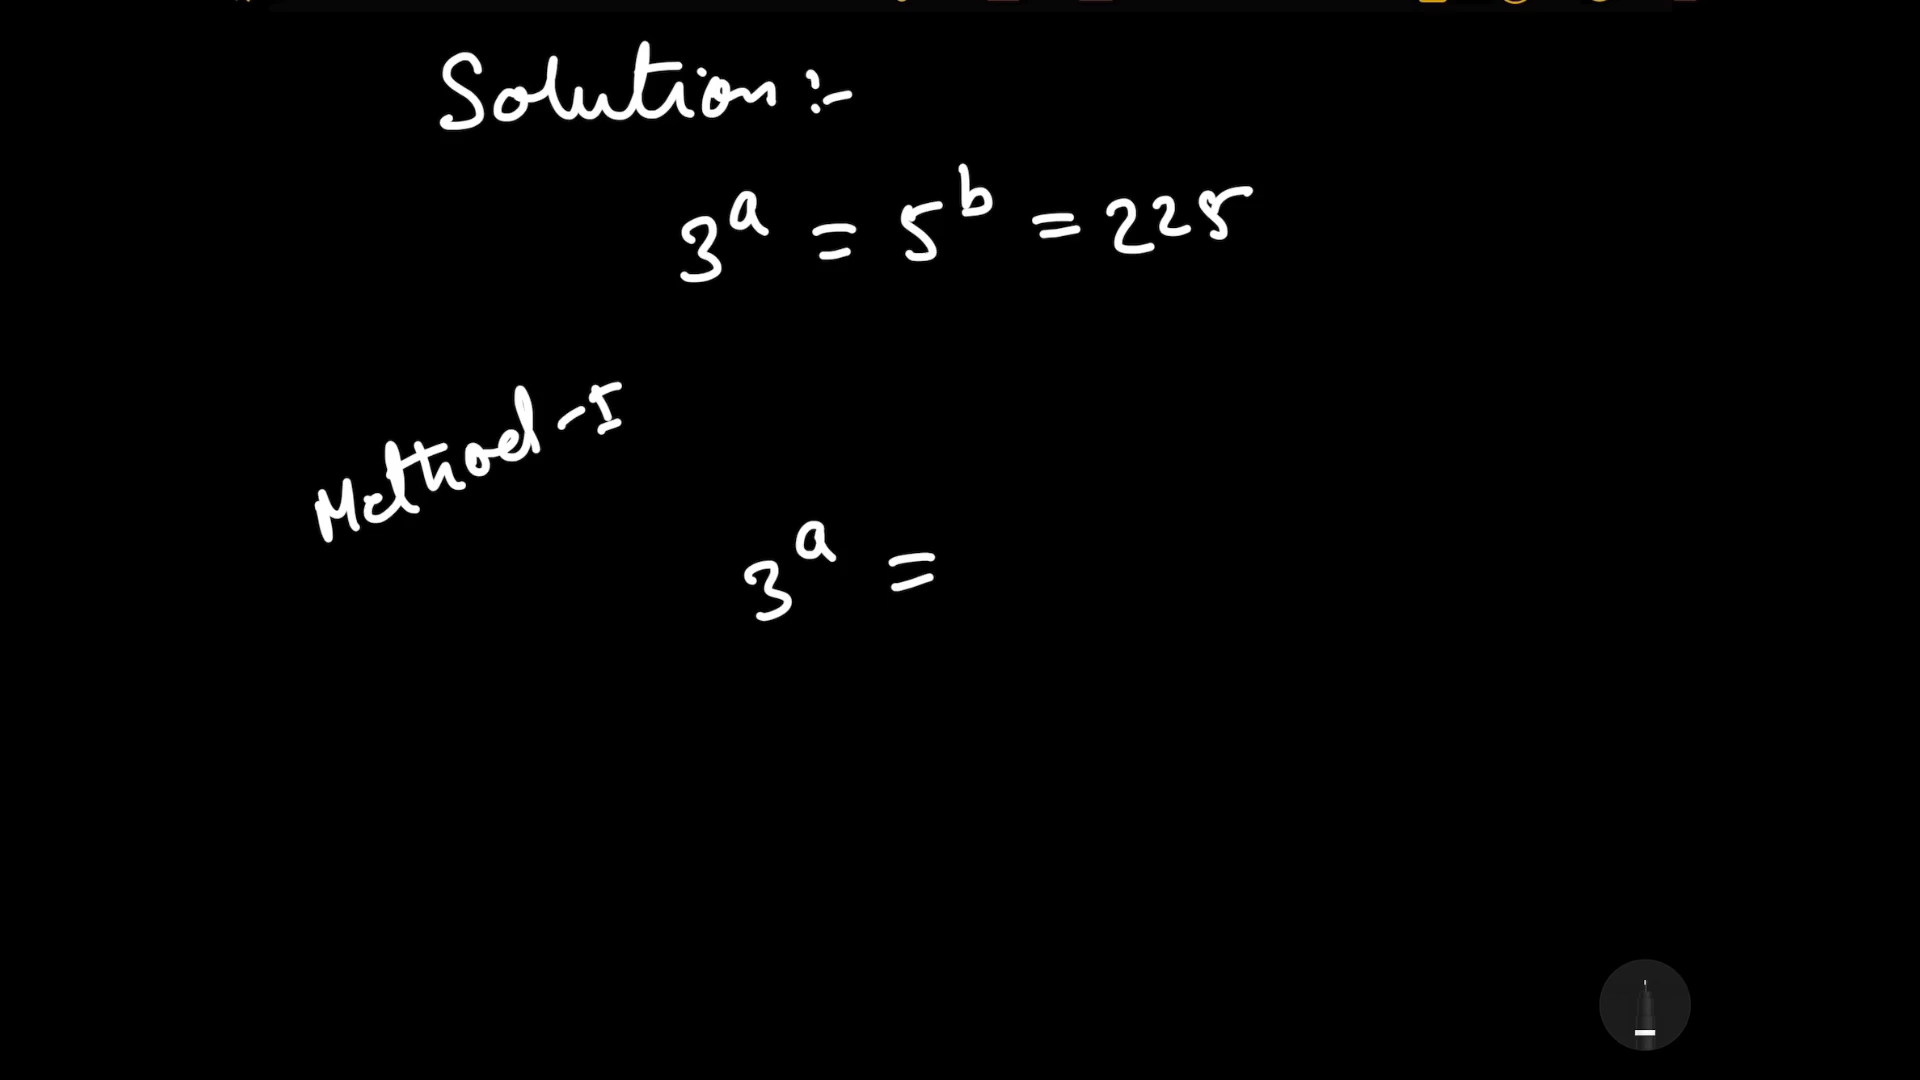 Solution :-
3^a = 5^b = 225
Method-I
3^a =